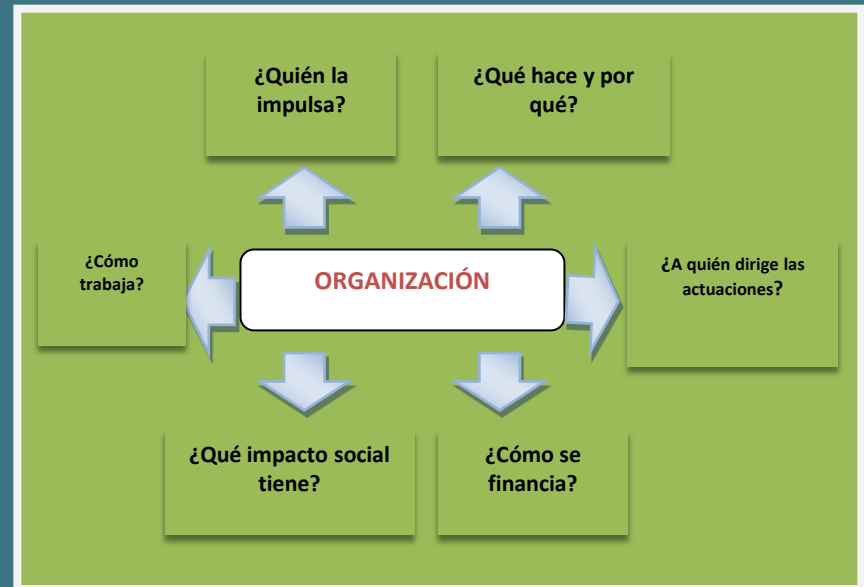 ¿Quién la
impulsa?
¿Qué hace y por
qué?
¿Cómo
trabaja?
ORGANIZACIÓN
¿A quién dirige las
actuaciones?
¿Qué impacto social
tiene?
¿Cómo se
financia?